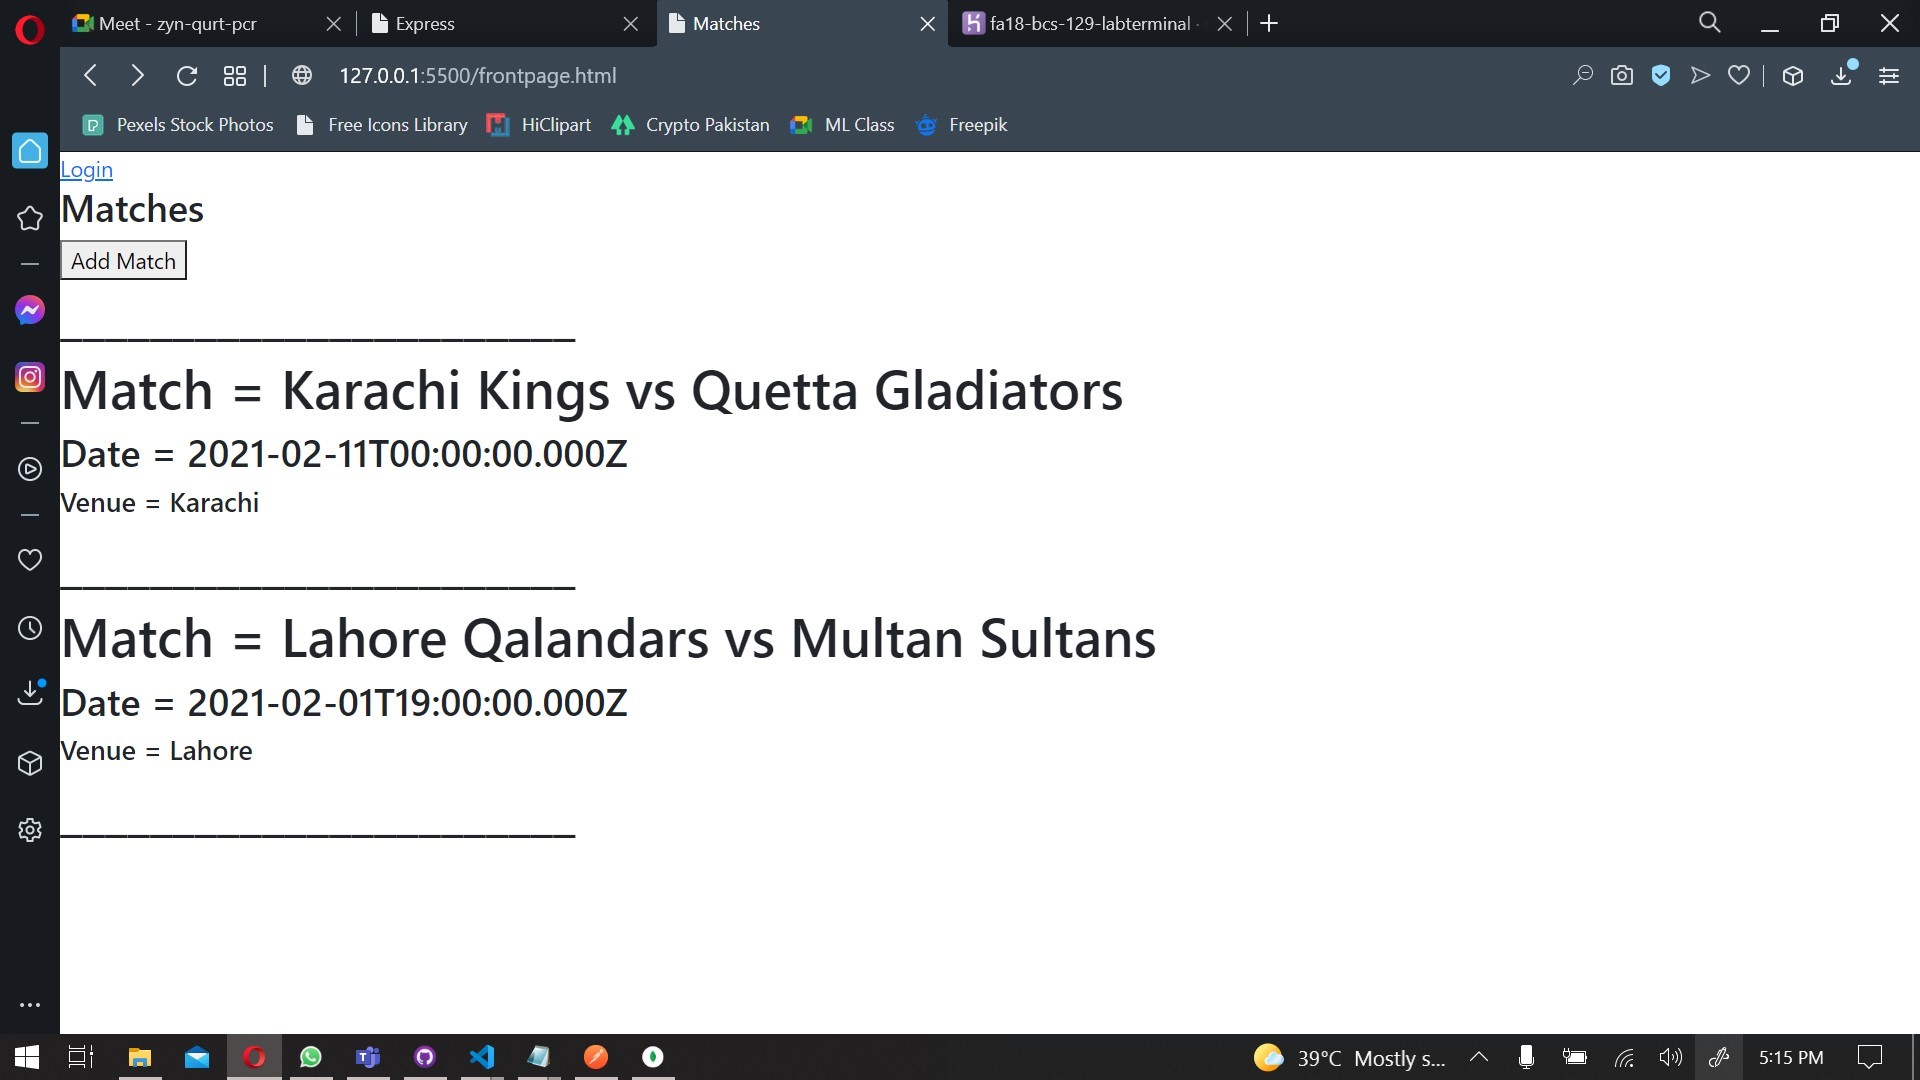 Meet - zyn-qurt-pcr
Express
Matches
fa18-bcs-129-labterminal
127.0.0.1:5500/frontpage.html
Pexels Stock Photos
Free Icons Library
HiClipart
Crypto Pakistan
ML Class
Freepik
Login
Matches
Add Match
_______________________
Match = Karachi Kings vs Quetta Gladiators
Date = 2021-02-11T00:00:00.000Z
Venue = Karachi
_______________________
Match = Lahore Qalandars vs Multan Sultans
Date = 2021-02-01T19:00:00.000Z
Venue = Lahore
_______________________
39°C Mostly s...
5:15 PM